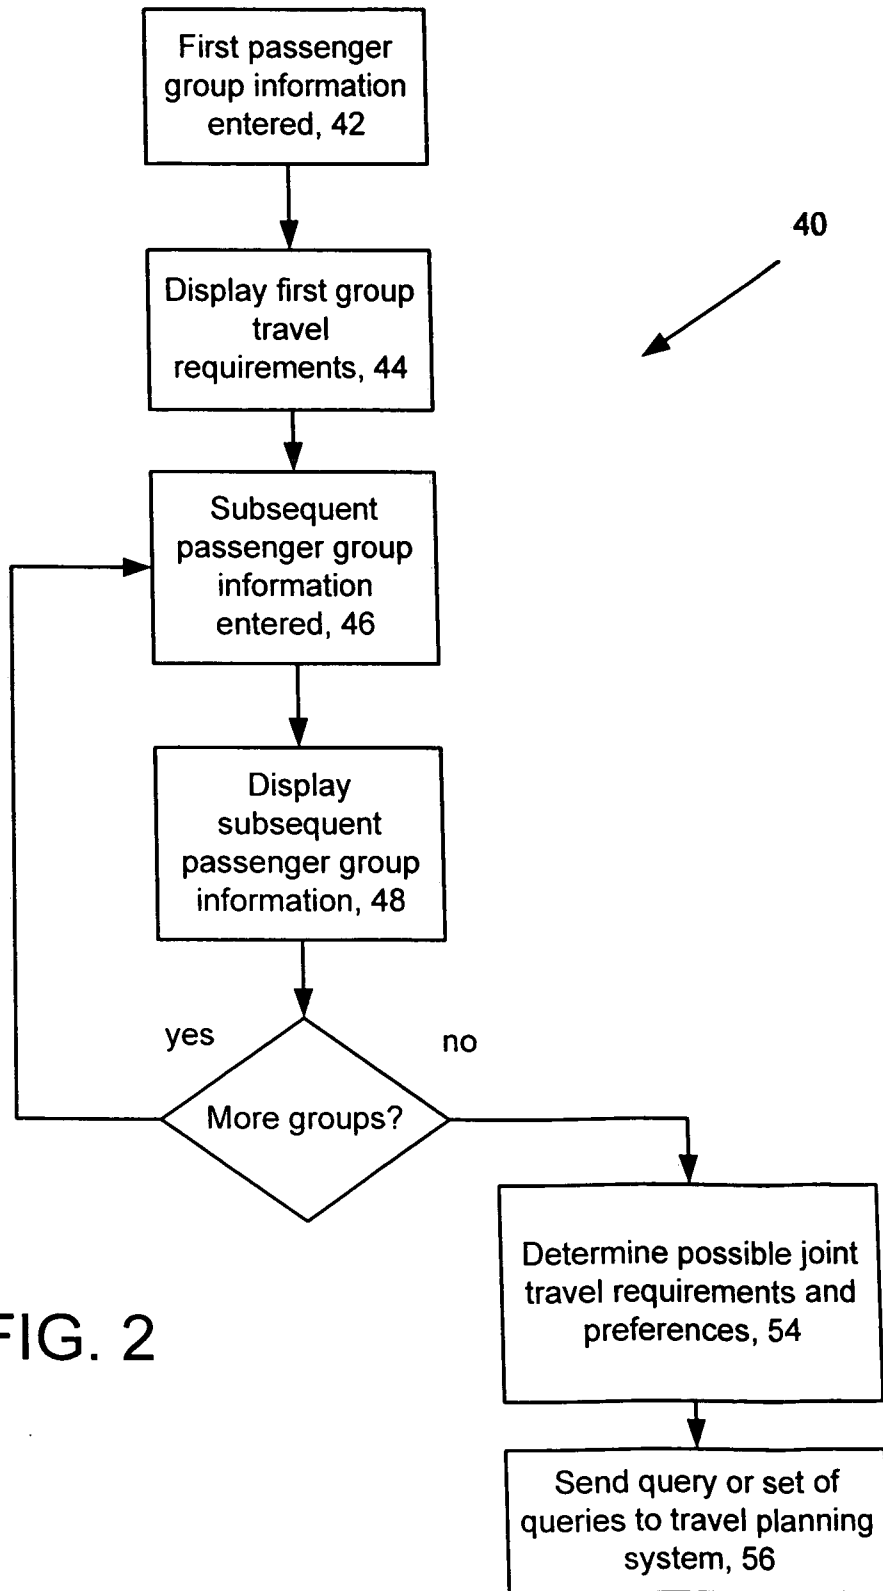 First passenger
group information
entered, 42
40
Display first group
travel
requirements, 44
Subsequent
passenger group
information
entered, 46
Display
subsequent
passenger group
information, 48
yes
no
More groups?
Determine possible joint
travel requirements and
preferences, 54
FIG. 2
Send query or set of
queries to travel planning
system, 56